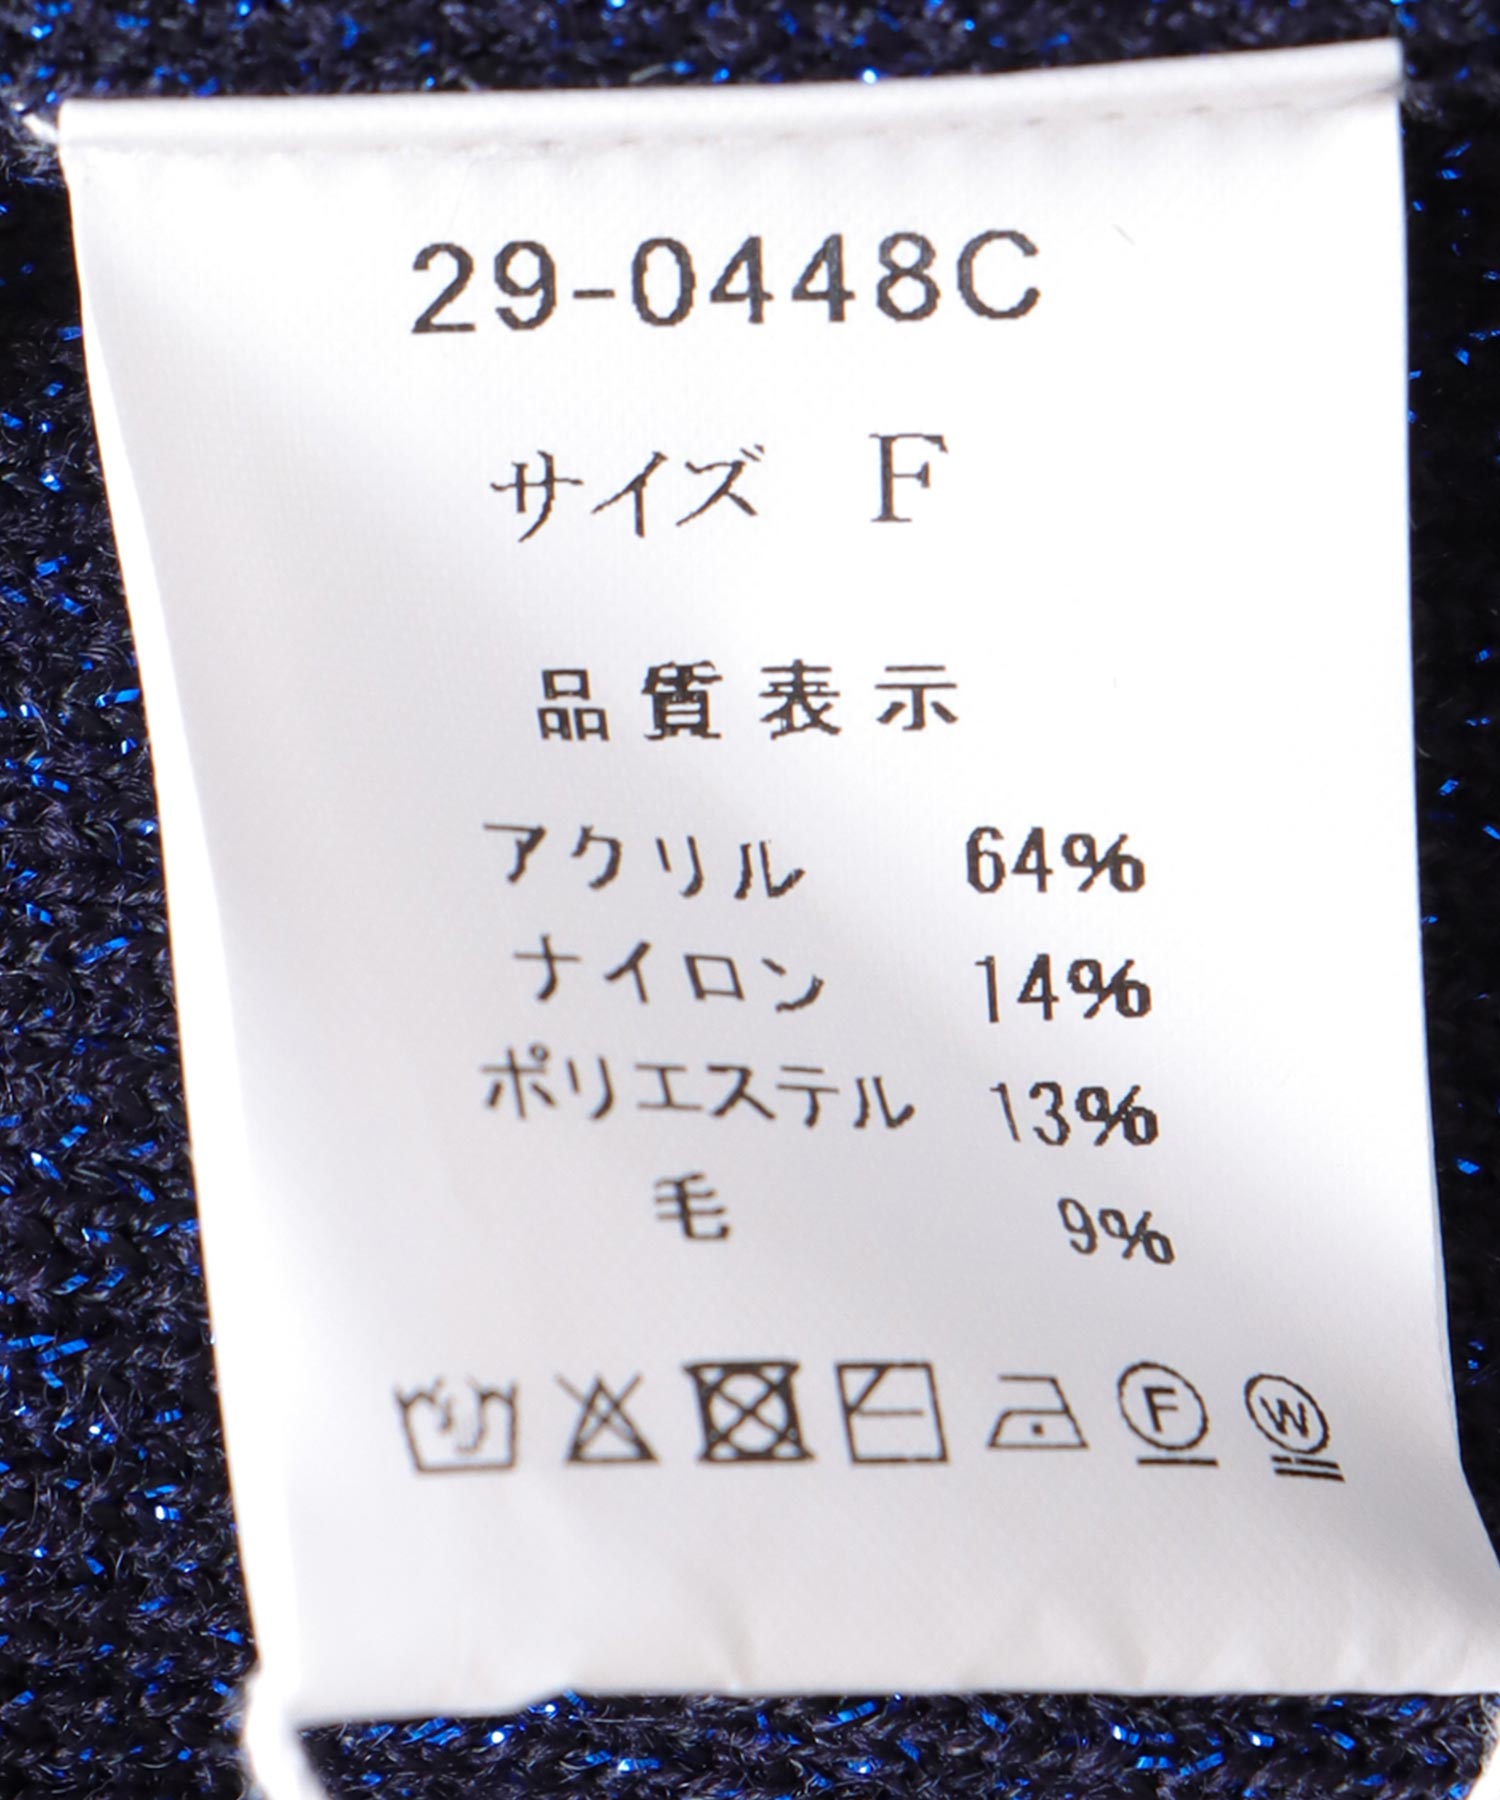 29-0448C
サイズ F
品質表示
アクリル 64%
ナイロン 14%
ポリエステル 13%
毛 9%
F W